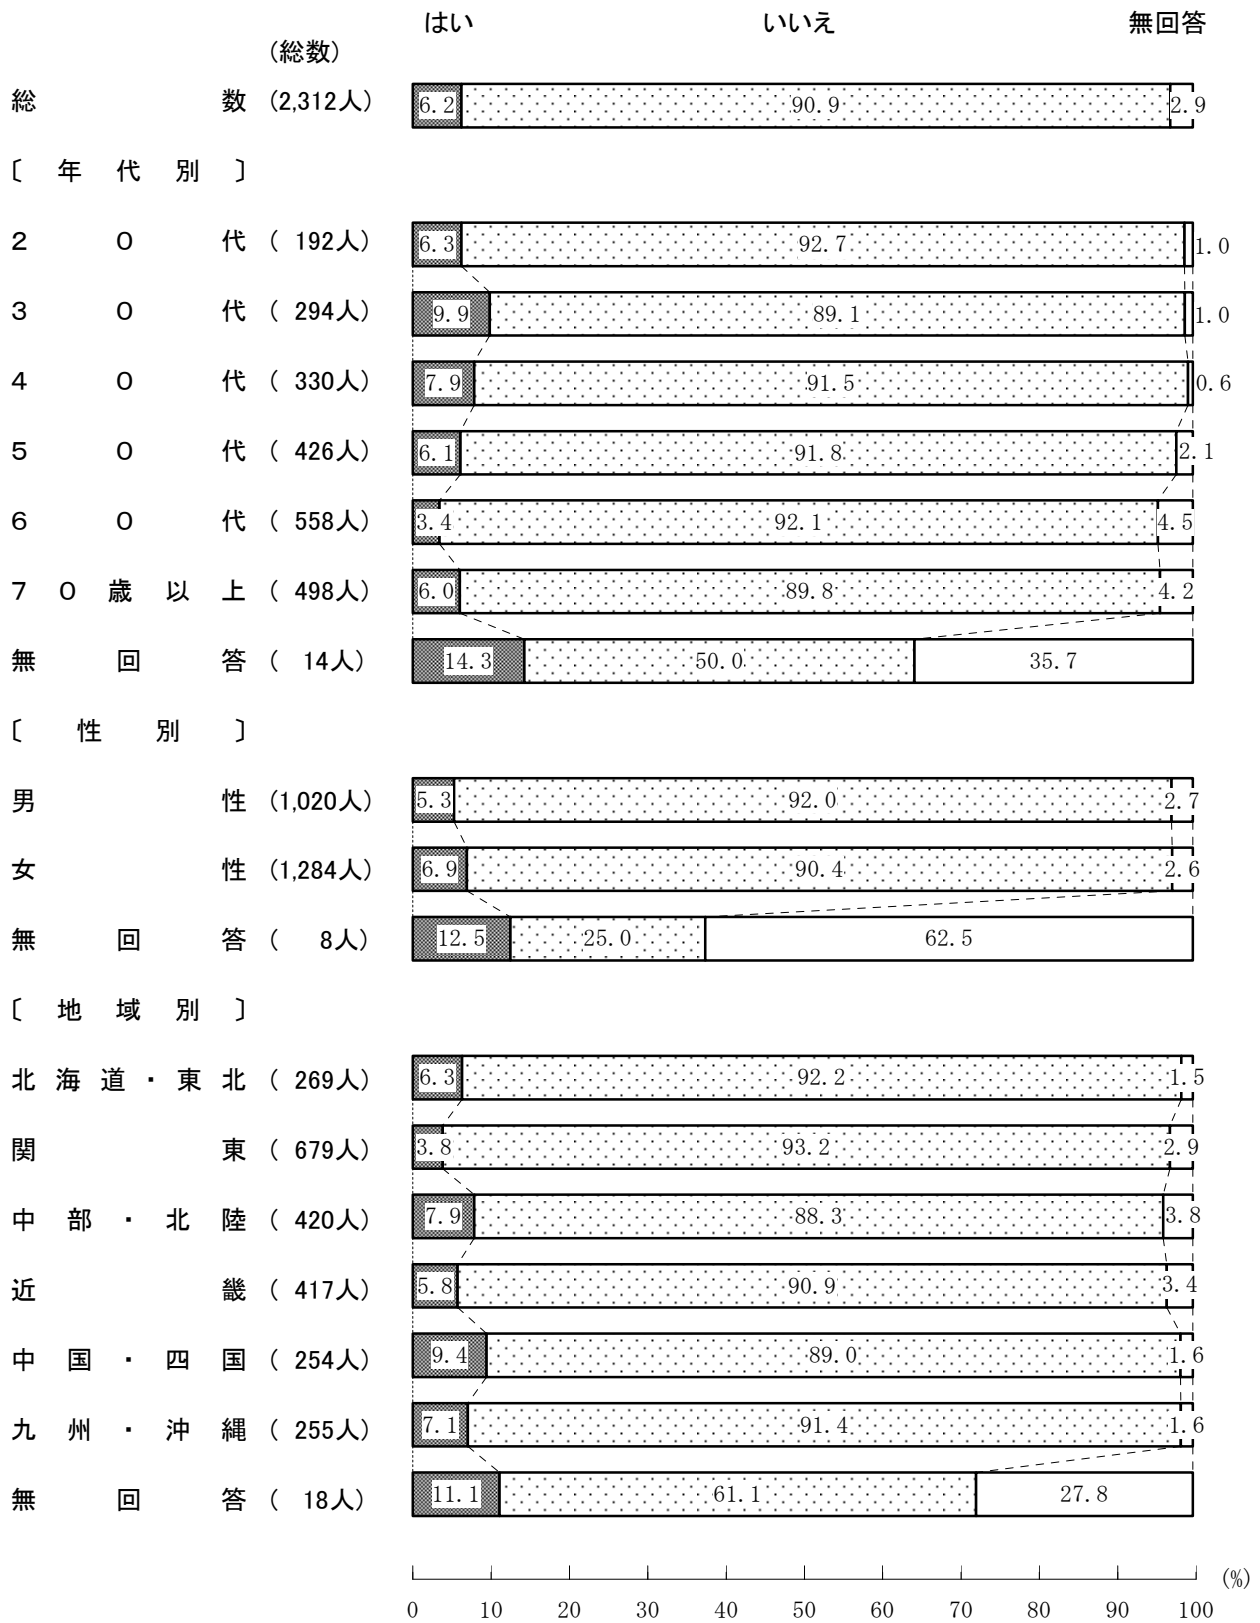 はい いいえ 無回答
(総数)
総数 (2,312人) 6.2 90.9 2.9
〔年代別〕
２０代 ( 192人) 6.3 92.7 1.0
３０代 ( 294人) 9.9 89.1 1.0
４０代 ( 330人) 7.9 91.5 0.6
５０代 ( 426人) 6.1 91.8 2.1
６０代 ( 558人) 3.4 92.1 4.5
７０歳以上 ( 498人) 6.0 89.8 4.2
無回答 ( 14人) 14.3 50.0 35.7
〔性別〕
男性 (1,020人) 5.3 92.0 2.7
女性 (1,284人) 6.9 90.4 2.6
無回答 ( 8人) 12.5 25.0 62.5
〔地域別〕
北海道・東北 ( 269人) 6.3 92.2 1.5
関東 ( 679人) 3.8 93.2 2.9
中部・北陸 ( 420人) 7.9 88.3 3.8
近畿 ( 417人) 5.8 90.9 3.4
中国・四国 ( 254人) 9.4 89.0 1.6
九州・沖縄 ( 255人) 7.1 91.4 1.6
無回答 ( 18人) 11.1 61.1 27.8
(%)
0 10 20 30 40 50 60 70 80 90 100